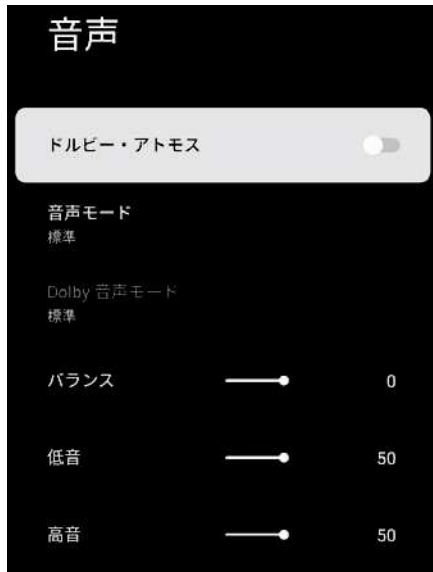 音声
ドルビー・アトモス
音声モード
標準
Dolby 音声モード
標準
バランス 0
低音 50
高音 50